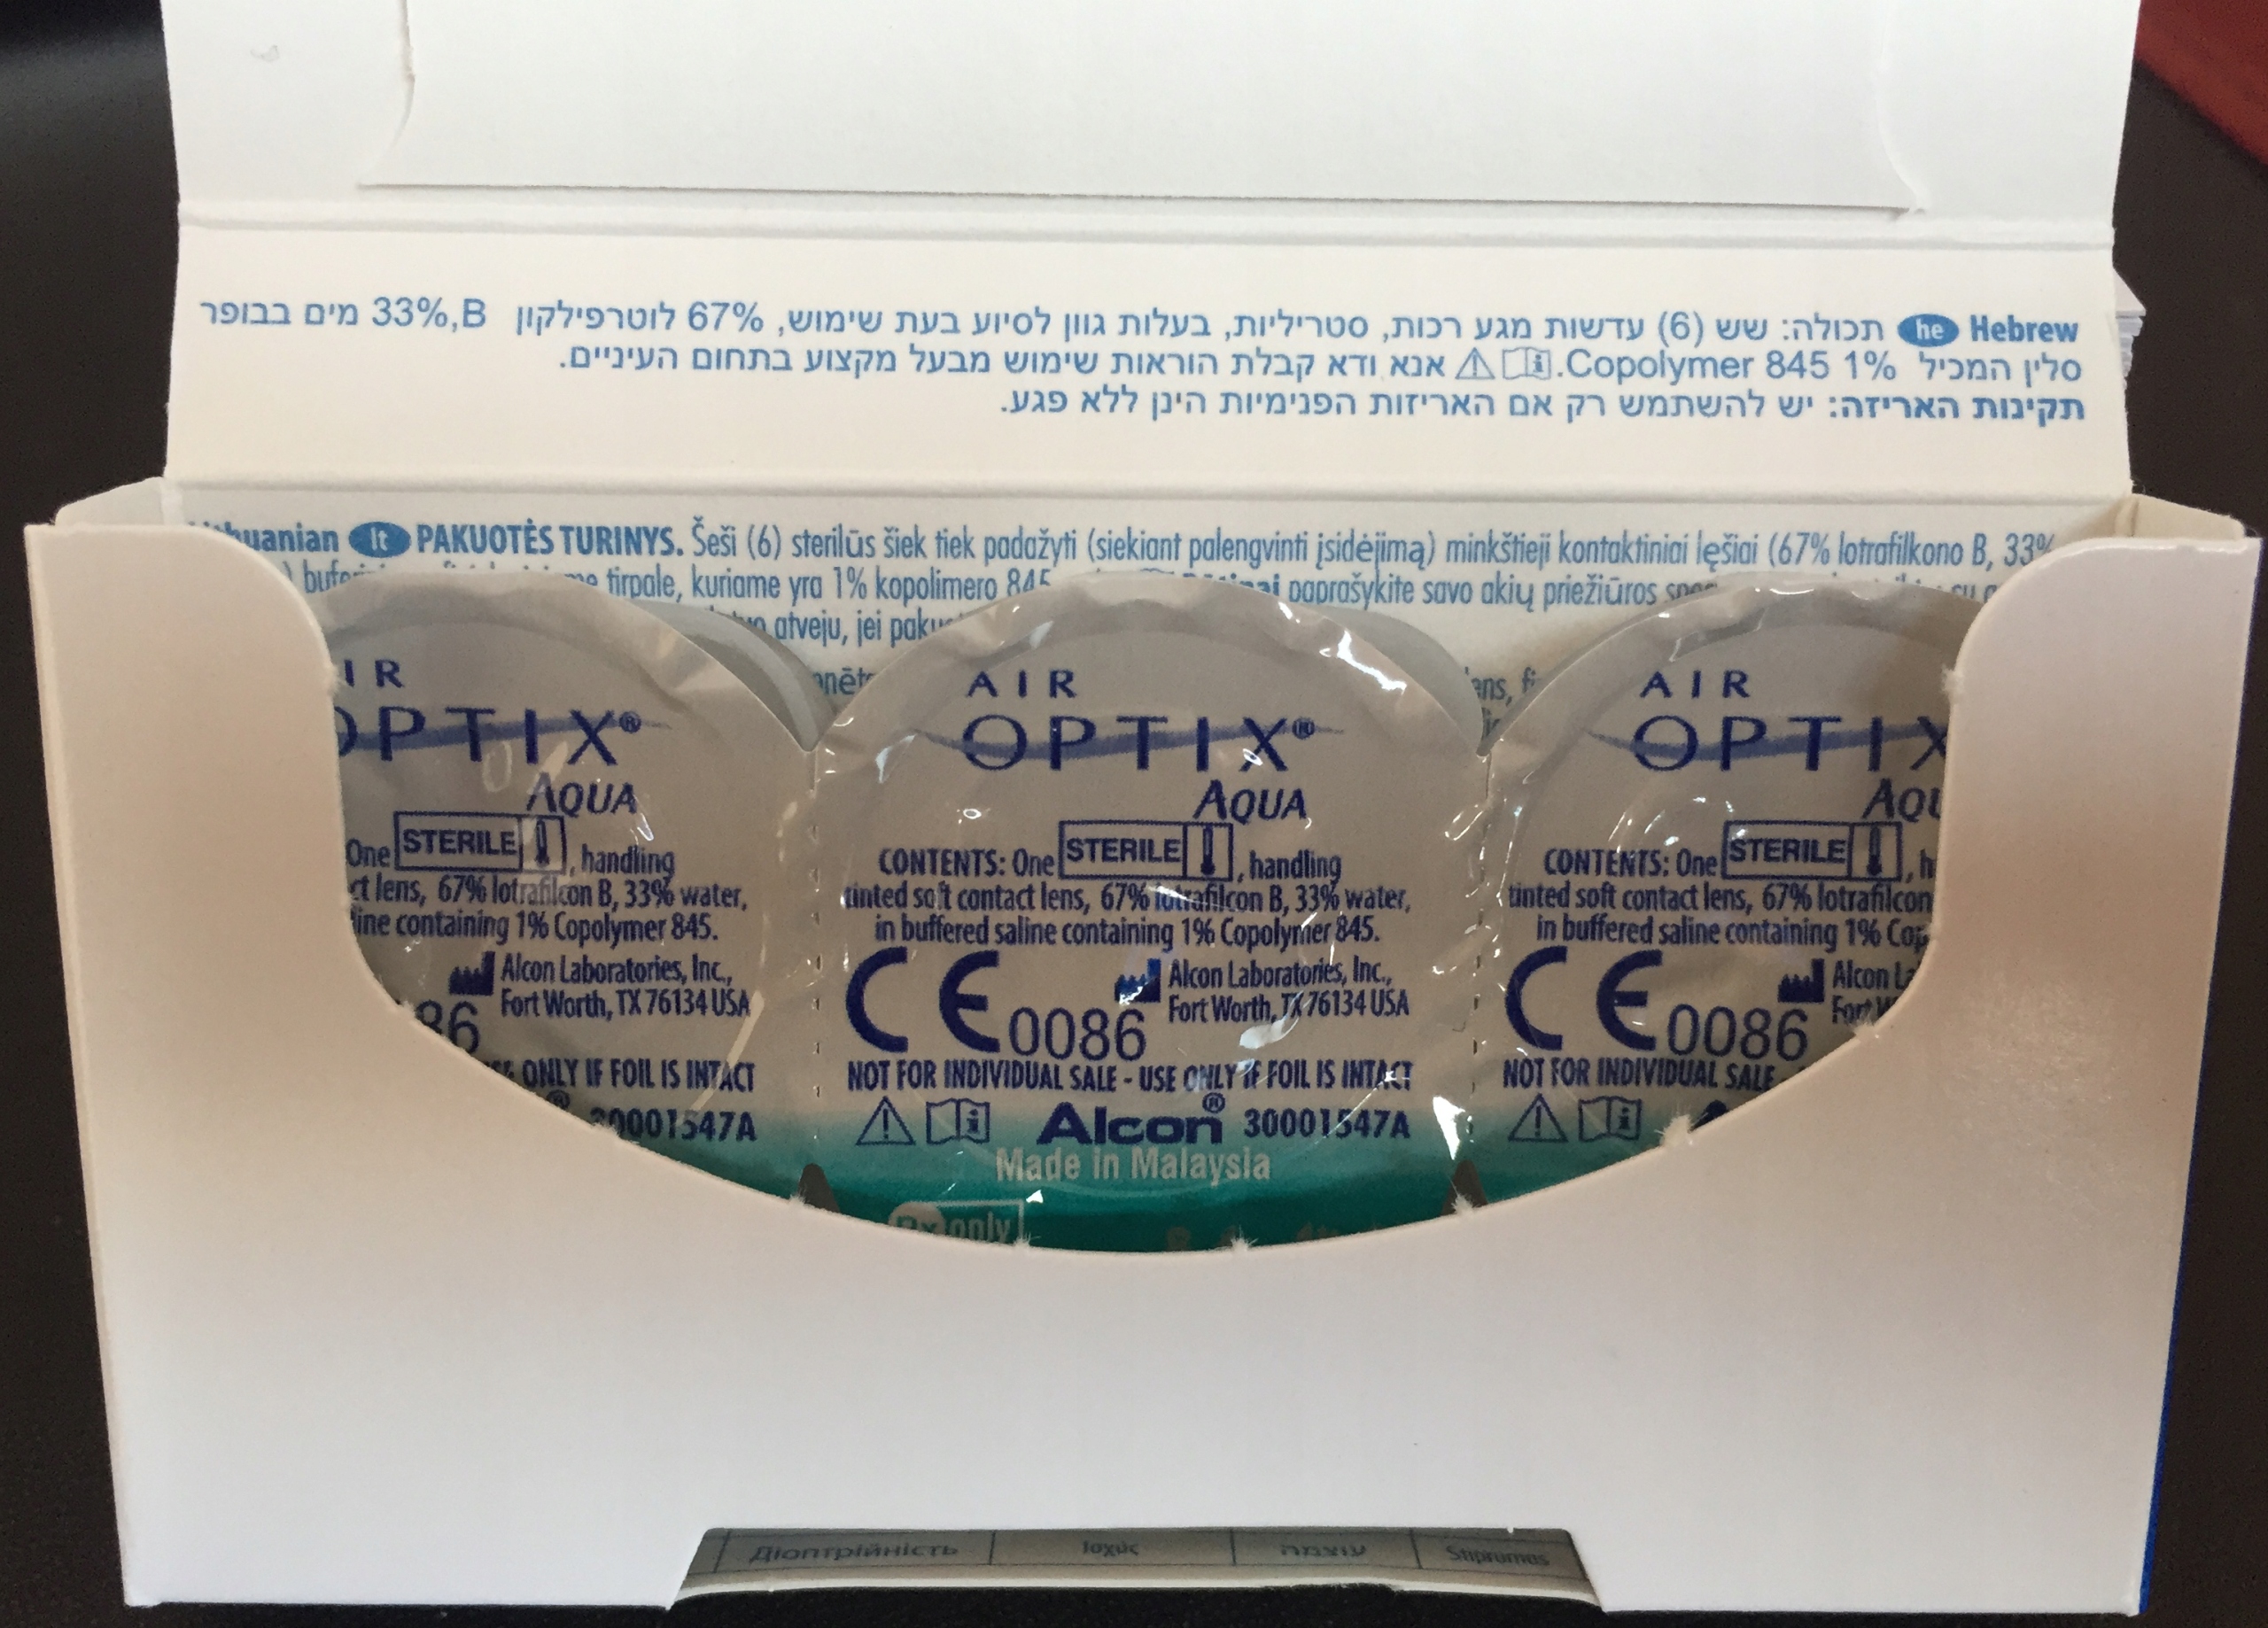 Hebrew he תכולה: שש (6) עדשות מגע רכות, סטריליות, בעלות גוון לסיוע בעת שימוש, 67% לוטרפילקון B, 33% מים בבופר
סלין המכיל 1% Copolymer 845. אנא ודא קבלת הוראות שימוש מבעל מקצוע בתחום העיניים.
תקינות האריזה: יש להשתמש רק אם האריזות הפנימיות הינן ללא פגע.
lt PAKUOTĖS TURINYS. Šeši (6) sterilūs šiek tiek padažyti (siekiant palengvinti įsidėjimą) minkštieji kontaktiniai lęšiai (67% lotrafilkono B, 33%
tirpale, kuriame yra 1% kopolimero 845 paprašykite savo akių priežiūros
atveju, jei
OPTIX®
AQUA
One STERILE, handling
lens, 67% lotrafilcon B, 33% water,
containing 1% Copolymer 845.
Alcon Laboratories, Inc.,
Fort Worth, TX 76134 USA
ONLY IF FOIL IS INTACT
30001547A
AIR
OPTIX®
AQUA
CONTENTS: One STERILE, handling
tinted soft contact lens, 67% lotrafilcon B, 33% water,
in buffered saline containing 1% Copolymer 845.
CE 0086
Alcon Laboratories, Inc.,
Fort Worth, TX 76134 USA
NOT FOR INDIVIDUAL SALE - USE ONLY IF FOIL IS INTACT
Alcon® 30001547A
Made in Malaysia
Rx only
AIR
OPTIX
CONTENTS: One STERILE,
tinted soft contact lens, 67% lotrafilcon
in buffered saline containing 1%
CE 0086
Alcon
NOT FOR INDIVIDUAL SALE
Діоптрійність Ισχύς עוצמה Stiprumas